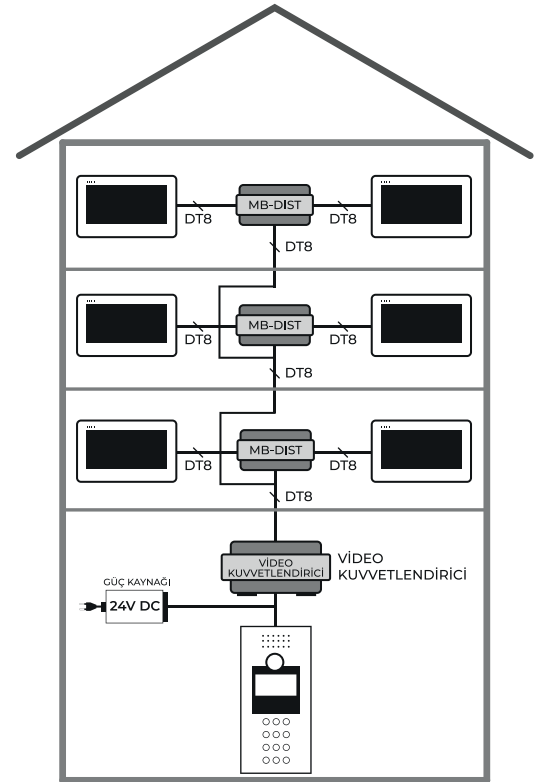 MB-DIST
DT8
DT8
DT8
MB-DIST
DT8
DT8
DT8
MB-DIST
DT8
DT8
DT8
VİDEO
KUVVETLENDİRİCİ
VİDEO
KUVVETLENDİRİCİ
GÜÇ KAYNAĞI
24V DC